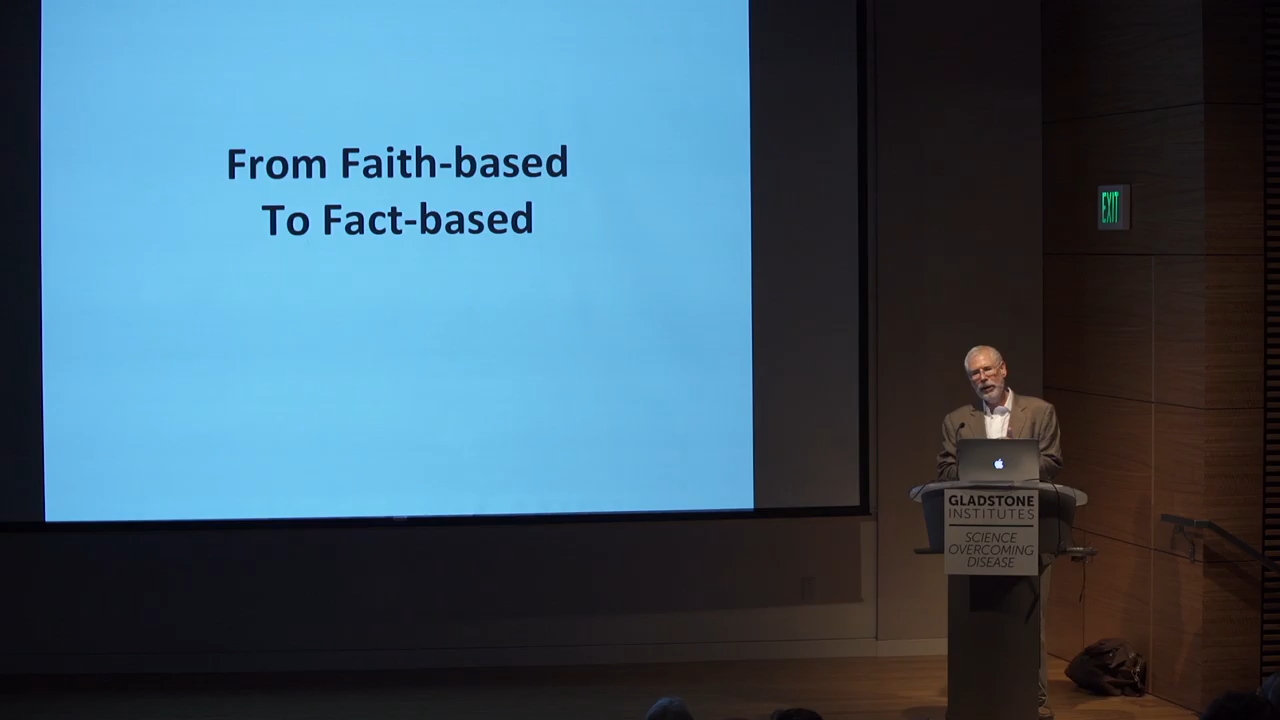 From Faith-based
To Fact-based
EXIT
GLADSTONE
INSTITUTES
SCIENCE
OVERCOMING
DISEASE